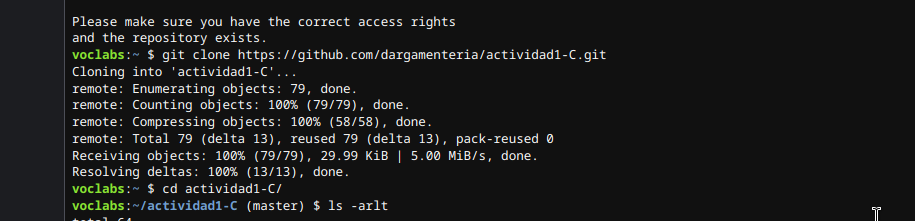 Please make sure you have the correct access rights
and the repository exists.
voclabs:~ $ git clone https://github.com/dargamenteria/actividad1-C.git
Cloning into 'actividad1-C'...
remote: Enumerating objects: 79, done.
remote: Counting objects: 100% (79/79), done.
remote: Compressing objects: 100% (58/58), done.
remote: Total 79 (delta 13), reused 79 (delta 13), pack-reused 0
Receiving objects: 100% (79/79), 29.99 KiB | 5.00 MiB/s, done.
Resolving deltas: 100% (13/13), done.
voclabs:~ $ cd actividad1-C/
voclabs:~/actividad1-C (master) $ ls -arlt
total 64